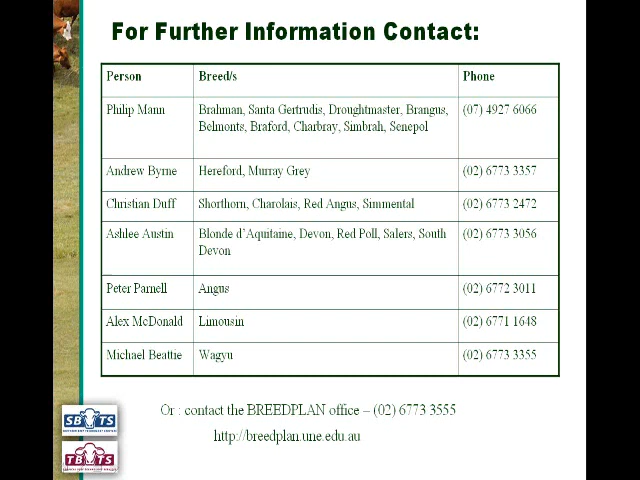 For Further Information Contact:
Person Breed/s Phone
Philip Mann Brahman, Santa Gertrudis, Droughtmaster, Brangus, (07) 4927 6066
Belmonts, Braford, Charbray, Simbrah, Senepol
Andrew Byrne Hereford, Murray Grey (02) 6773 3357
Christian Duff Shorthorn, Charolais, Red Angus, Simmental (02) 6773 2472
Ashlee Austin Blonde d'Aquitaine, Devon, Red Poll, Salers, South (02) 6773 3056
Devon
Peter Parnell Angus (02) 6772 3011
Alex McDonald Limousin (02) 6771 1648
Michael Beattie Wagyu (02) 6773 3355
Or : contact the BREEDPLAN office – (02) 6773 3555
http://breedplan.une.edu.au
SBTS
TBTS